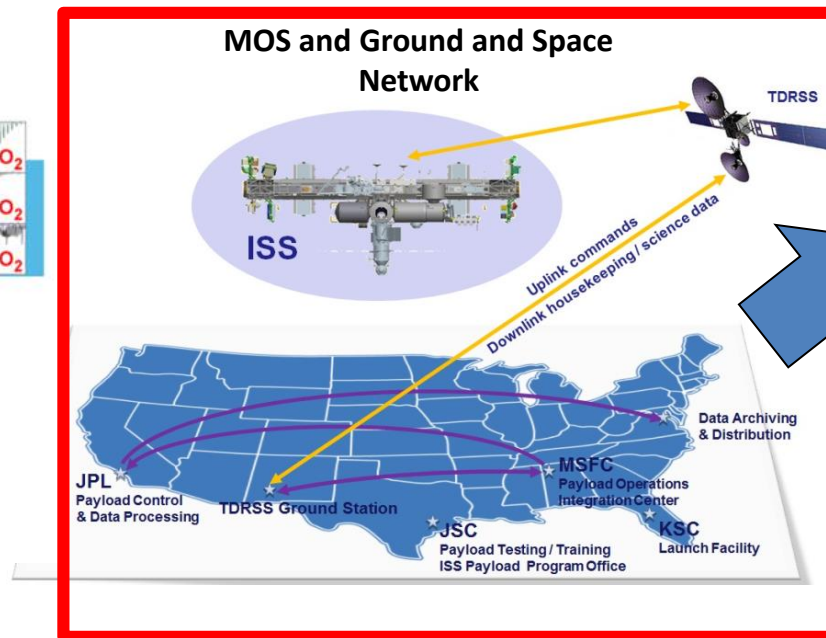 MOS and Ground and Space
Network
TDRSS
O₂
O₂
O₂
ISS
Uplink commands
Downlink housekeeping / science data
Data Archiving
& Distribution
JPL
Payload Control
& Data Processing
TDRSS Ground Station
MSFC
Payload Operations
Integration Center
JSC
Payload Testing / Training
ISS Payload Program Office
KSC
Launch Facility